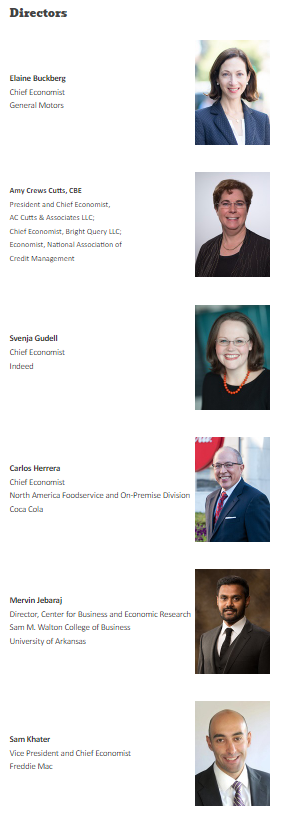 Directors
Elaine Buckberg
Chief Economist
General Motors
Amy Crews Cutts, CBE
President and Chief Economist,
AC Cutts & Associates LLC;
Chief Economist, Bright Query LLC;
Economist, National Association of
Credit Management
Svenja Gudell
Chief Economist
Indeed
Carlos Herrera
Chief Economist
North America Foodservice and On-Premise Division
Coca Cola
Mervin Jebaraj
Director, Center for Business and Economic Research
Sam M. Walton College of Business
University of Arkansas
Sam Khater
Vice President and Chief Economist
Freddie Mac